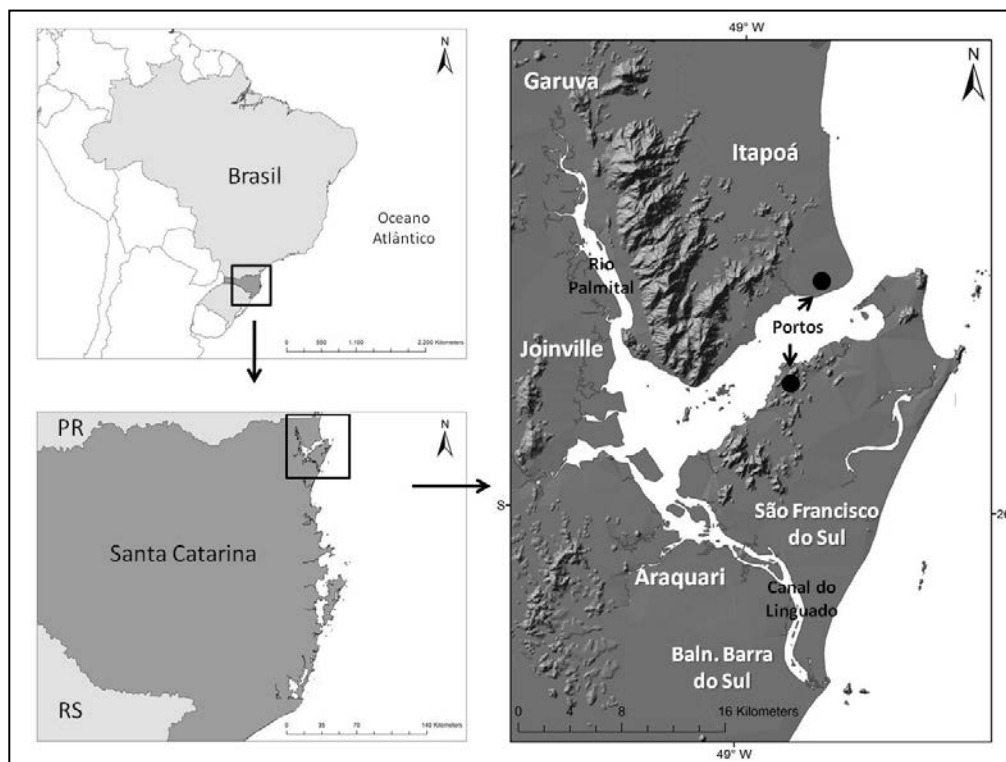 N
Brasil
Oceano
Atlântico
0 550 1.100 2.200 Kilometers
PR
N
Santa Catarina
RS
0 35 70 140 Kilometers
49° W
N
Garuva
Itapoá
Rio
Palmital
Portos
Joinville
São Francisco
do Sul
S
26
Araquari
Canal do
Linguado
Baln. Barra
do Sul
16 Kilometers
0 4 8
49° W